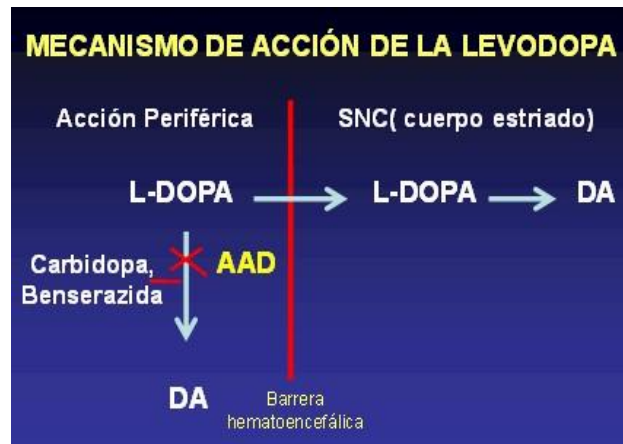 MECANISMO DE ACCIÓN DE LA LEVODOPA
Acción Periférica
SNC( cuerpo estriado)
L-DOPA
L-DOPA
DA
Carbidopa,
Benserazida
AAD
DA
Barrera
hematoencefálica